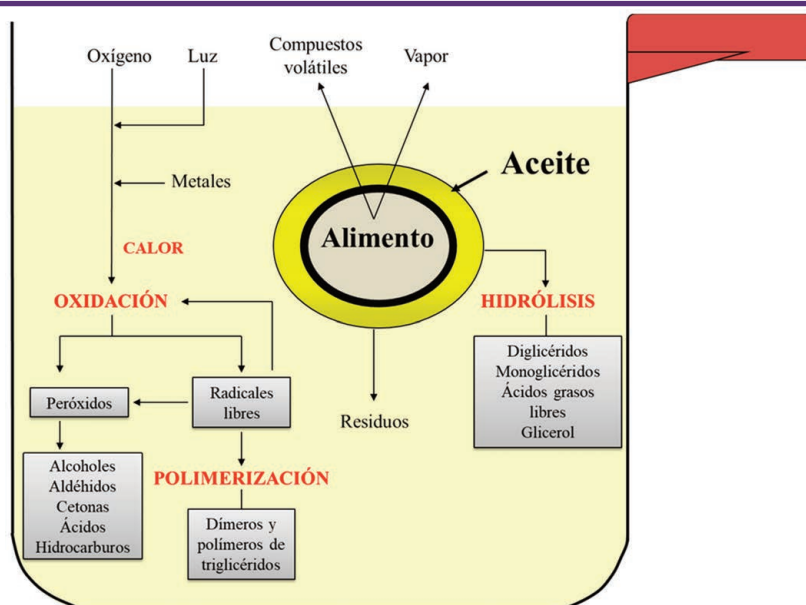 Oxígeno
Luz
Compuestos
volátiles
Vapor
Metales
Aceite
Alimento
CALOR
OXIDACIÓN
HIDRÓLISIS
Diglicéridos
Monoglicéridos
Ácidos grasos
libres
Glicerol
Peróxidos
Radicales
libres
Residuos
Alcoholes
Aldéhidos
Cetonas
Ácidos
Hidrocarburos
POLIMERIZACIÓN
Dímeros y
polímeros de
triglicéridos